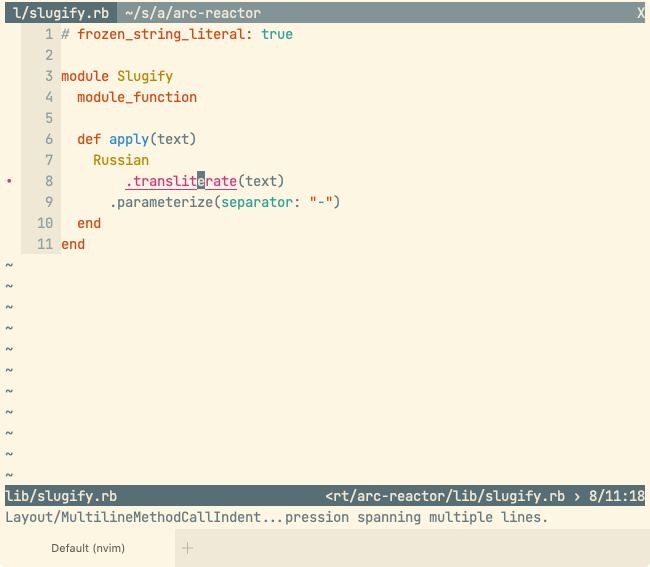 l/slugify.rb ~/s/a/arc-reactor X
1 # frozen_string_literal: true
2
3 module Slugify
4   module_function
5
6   def apply(text)
7     Russian
• 8         .transliterate(text)
9       .parameterize(separator: "-")
10   end
11 end
~
~
~
~
~
~
~
~
~
~
~
lib/slugify.rb <rt/arc-reactor/lib/slugify.rb › 8/11:18
Layout/MultilineMethodCallIndent...pression spanning multiple lines.
Default (nvim) +